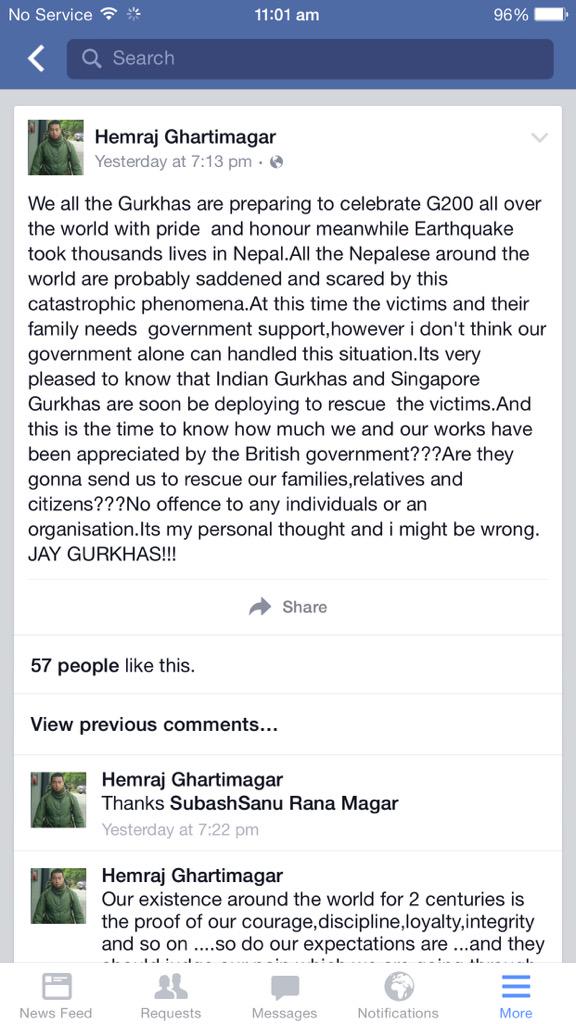 No Service 11:01 am 96%
Search
Hemraj Ghartimagar
Yesterday at 7:13 pm ·
We all the Gurkhas are preparing to celebrate G200 all over
the world with pride  and honour meanwhile Earthquake
took thousands lives in Nepal.All the Nepalese around the
world are probably saddened and scared by this
catastrophic phenomena.At this time the victims and their
family needs  government support,however i don't think our
government alone can handled this situation.Its very
pleased to know that Indian Gurkhas and Singapore
Gurkhas are soon be deploying to rescue  the victims.And
this is the time to know how much we and our works have
been appreciated by the British government???Are they
gonna send us to rescue our families,relatives and
citizens???No offence to any individuals or an
organisation.Its my personal thought and i might be wrong.
JAY GURKHAS!!!
Share
57 people like this.
View previous comments...
Hemraj Ghartimagar
Thanks SubashSanu Rana Magar
Yesterday at 7:22 pm
Hemraj Ghartimagar
Our existence around the world for 2 centuries is
the proof of our courage,discipline,loyalty,integrity
and so on ....so do our expectations are ...and they
News Feed Requests Messages Notifications More